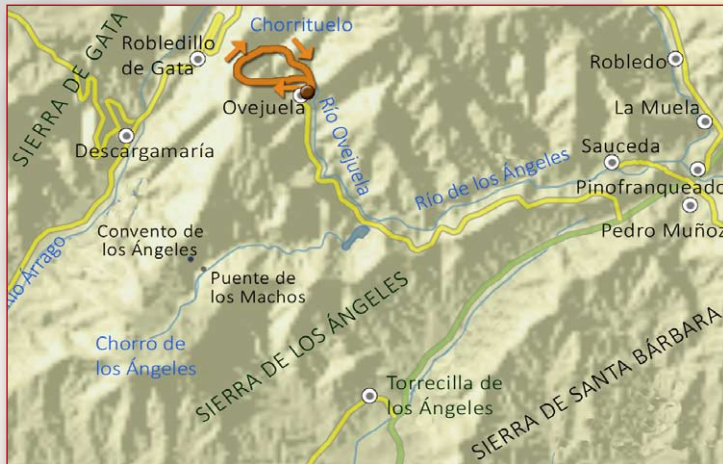 Chorrituelo
Robledillo
de Gata
SIERRA DE GATA
Robledo
La Muela
Ovejuela
Río Ovejuela
Descargamaría
Río de los Ángeles
Sauceda
Pinofranqueado
Pedro Muñoz
Convento de
los Ángeles
Río Árrago
Puente de
los Machos
Chorro de
los Ángeles
SIERRA DE LOS ÁNGELES
Torrecilla de
los Ángeles
SIERRA DE SANTA BÁRBARA